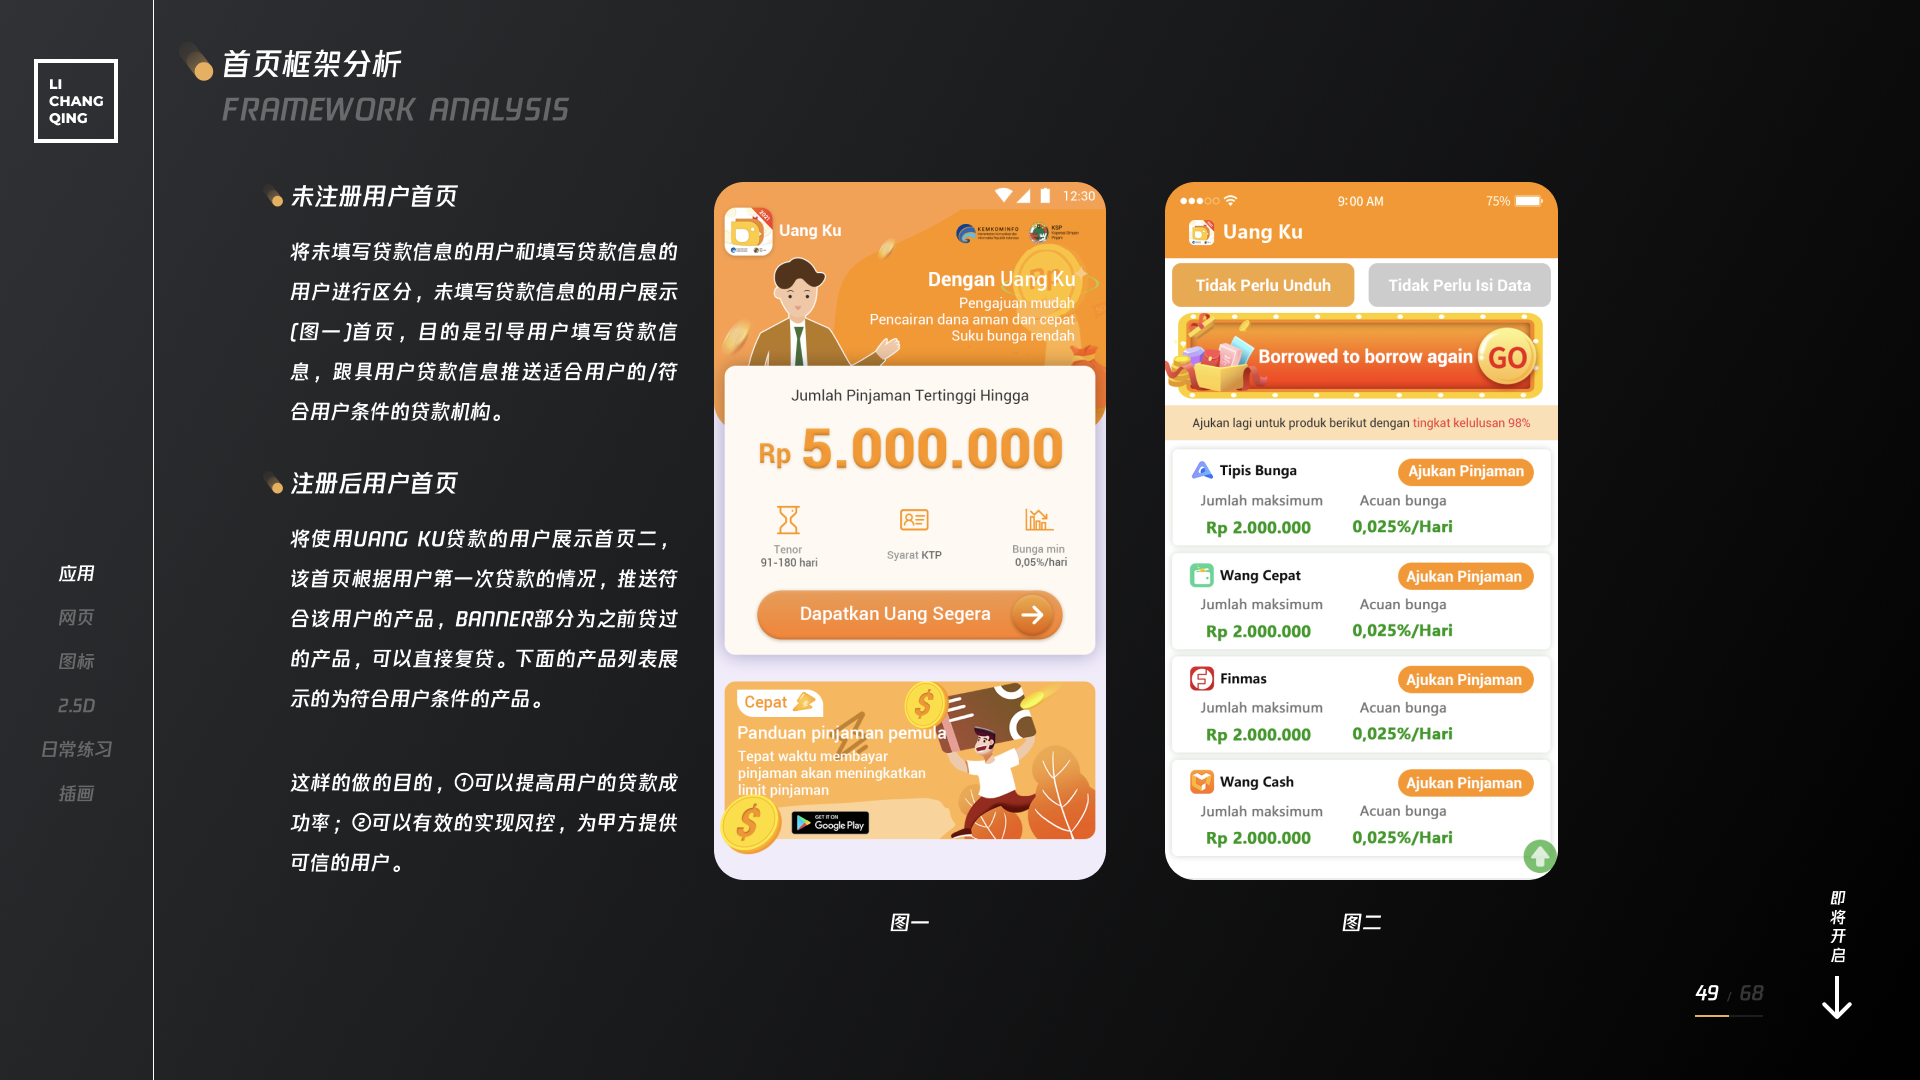 LI
CHANG
QING
首页框架分析
FRAMEWORK ANALYSIS
未注册用户首页
将未填写贷款信息的用户和填写贷款信息的
用户进行区分，未填写贷款信息的用户展示
(图一)首页，目的是引导用户填写贷款信
息，跟具用户贷款信息推送适合用户的/符
合用户条件的贷款机构。
注册后用户首页
将使用UANG KU贷款的用户展示首页二，
该首页根据用户第一次贷款的情况，推送符
合该用户的产品，BANNER部分为之前贷过
的产品，可以直接复贷。下面的产品列表展
示的为符合用户条件的产品。
这样的做的目的，①可以提高用户的贷款成
功率；②可以有效的实现风控，为甲方提供
可信的用户。
应用
网页
图标
2.5D
日常练习
插画
12:30
2021
Uang Ku
KEMKOMINFO
KSP
Dengan Uang Ku
Pengajuan mudah
Pencairan dana aman dan cepat
Suku bunga rendah
Jumlah Pinjaman Tertinggi Hingga
Rp 5.000.000
Tenor
91-180 hari
Syarat KTP
Bunga min
0,05%/hari
Dapatkan Uang Segera
Cepat
Panduan pinjaman pemula
Tepat waktu membayar
pinjaman akan meningkatkan
limit pinjaman
GET IT ON
Google Play
图一
9:00 AM
75%
Uang Ku
Tidak Perlu Unduh
Tidak Perlu Isi Data
Borrowed to borrow again
GO
Ajukan lagi untuk produk berikut dengan tingkat kelulusan 98%
Tipis Bunga
Ajukan Pinjaman
Jumlah maksimum
Acuan bunga
Rp 2.000.000
0,025%/Hari
Wang Cepat
Ajukan Pinjaman
Jumlah maksimum
Acuan bunga
Rp 2.000.000
0,025%/Hari
Finmas
Ajukan Pinjaman
Jumlah maksimum
Acuan bunga
Rp 2.000.000
0,025%/Hari
Wang Cash
Ajukan Pinjaman
Jumlah maksimum
Acuan bunga
Rp 2.000.000
0,025%/Hari
图二
即将开启
49 / 68